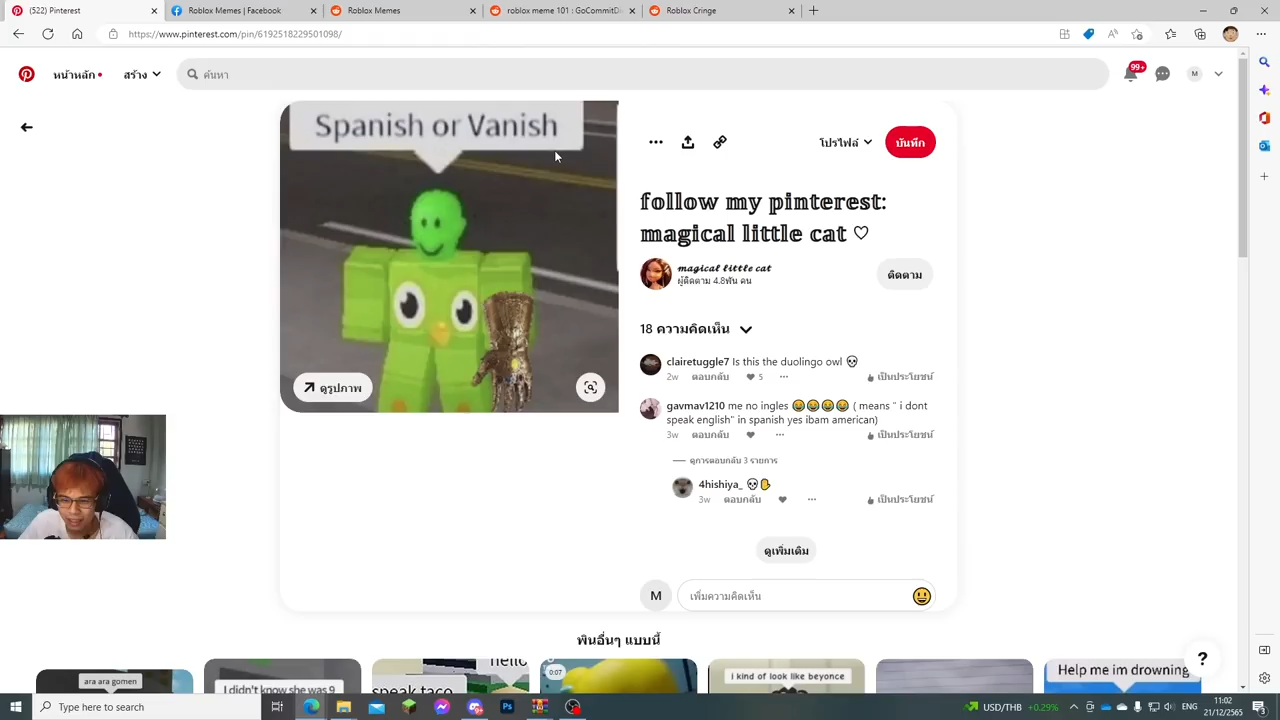 (522) Pinterest
Roblox Memes | Facebook
Roblox Memes
roblox meme 101 : GoCommitDi
Roblox Cringe
https://www.pinterest.com/pin/6192518229501098/
หน้าหลัก
สร้าง
ค้นหา
99+
M
Spanish or Vanish
ดูรูปภาพ
โปรไฟล์
บันทึก
follow my pinterest:
magical little cat ♡
magical little cat
ผู้ติดตาม 4.8พัน คน
ติดตาม
18 ความคิดเห็น
clairetuggle7 Is this the duolingo owl 💀
2w ตอบกลับ 5 ... เป็นประโยชน์
gavmav1210 me no ingles 😂😂😂😂 ( means " i dont
speak english" in spanish yes ibam american)
3w ตอบกลับ ... เป็นประโยชน์
ดูการตอบกลับ 3 รายการ
4hishiya_ 💀✋
3w ตอบกลับ ... เป็นประโยชน์
ดูเพิ่มเติม
M
เพิ่มความคิดเห็น
พินอื่นๆ แบบนี้
ara ara gomen
I didn't know she was 9
hello
speak taco
0:07
i kind of look like beyonce
Help me im drowning
?
Type here to search
USD/THB +0.29%
ENG
11:02
21/12/2565